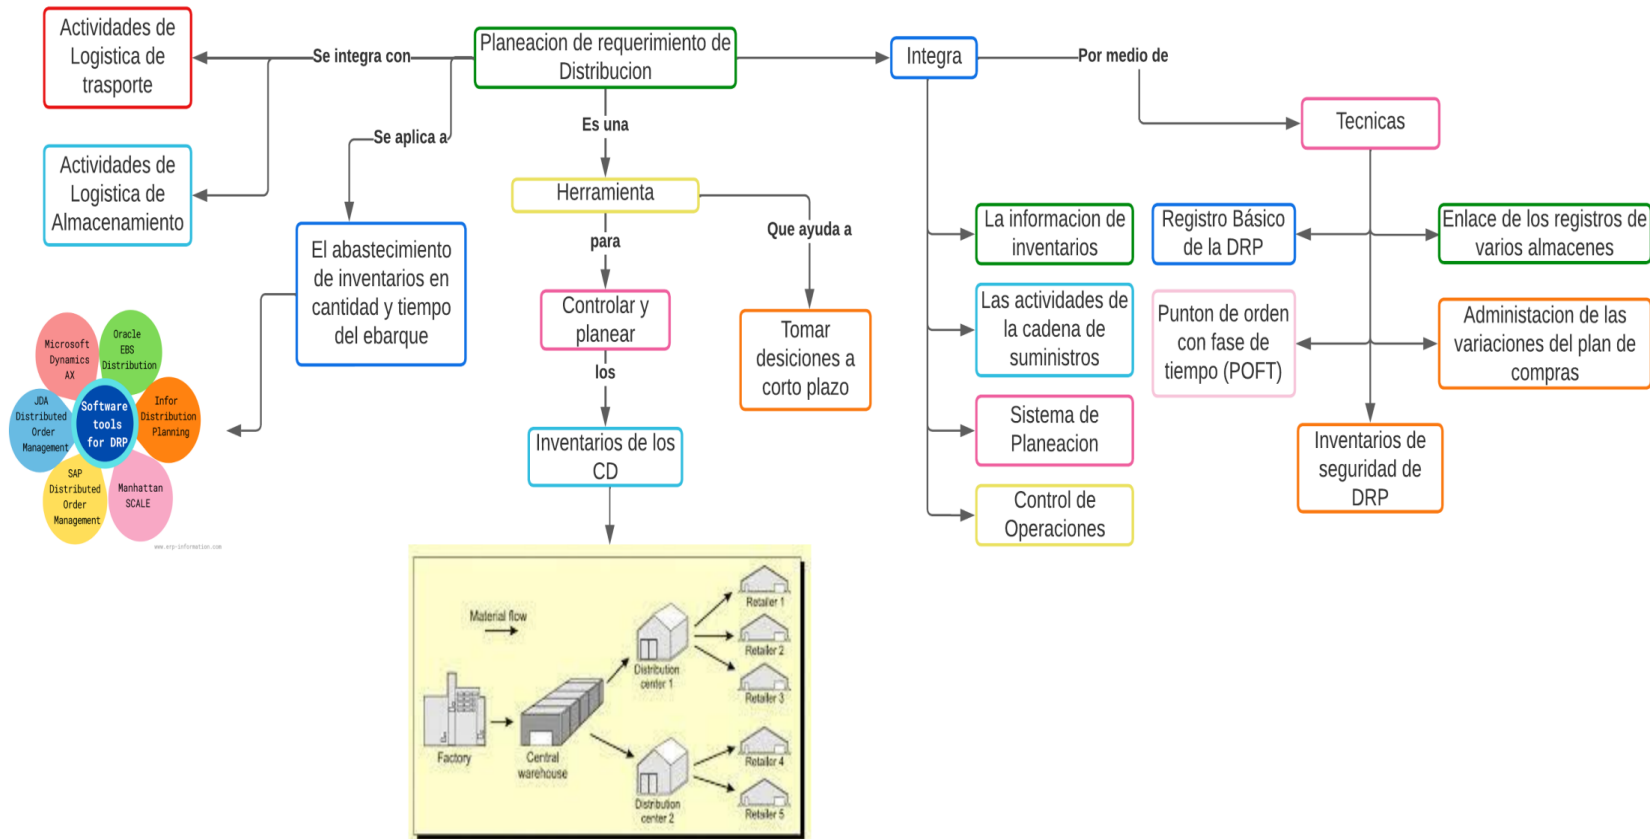 Actividades de
Logistica de
trasporte
Se integra con
Planeacion de requerimiento de
Distribucion
Integra
Por medio de
Tecnicas
Es una
Se aplica a
Actividades de
Logistica de
Almacenamiento
Herramienta
para
Que ayuda a
El abastecimiento
de inventarios en
cantidad y tiempo
del ebarque
Controlar y
planear
los
Tomar
desiciones a
corto plazo
Inventarios de los
CD
La informacion de
inventarios
Las actividades de
la cadena de
suministros
Sistema de
Planeacion
Control de
Operaciones
Registro Básico
de la DRP
Enlace de los registros de
varios almacenes
Punton de orden
con fase de
tiempo (POFT)
Administacion de las
variaciones del plan de
compras
Inventarios de
seguridad de
DRP
Microsoft
Dynamics
AX
Oracle
EBS
Distribution
JDA
Distributed
Order
Management
Software
tools
for DRP
Infor
Distribution
Planning
SAP
Distributed
Order
Management
Manhattan
SCALE
www.erp-information.com
Material flow
Factory
Central
warehouse
Distribution
center 1
Distribution
center 2
Retailer 1
Retailer 2
Retailer 3
Retailer 4
Retailer 5